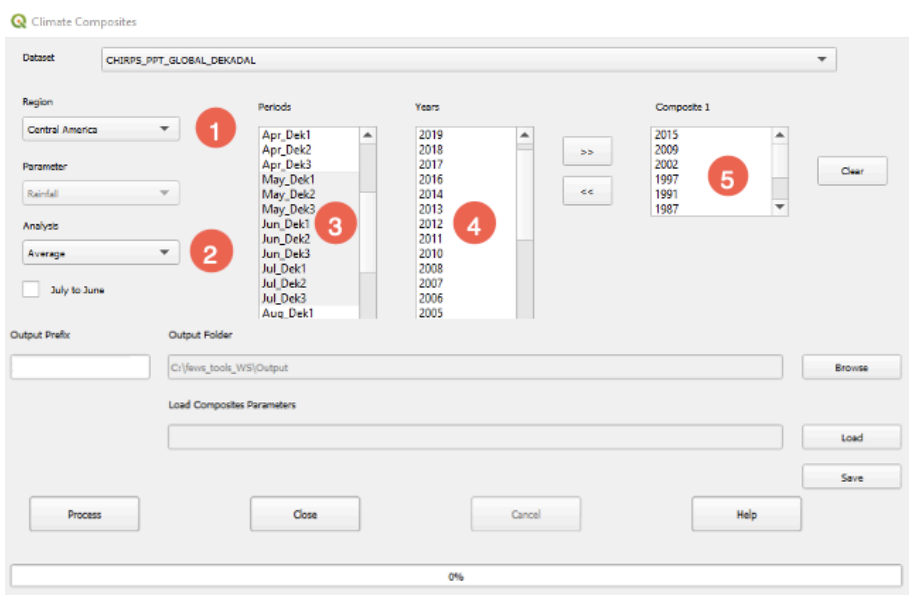 Climate Composites
Dataset
CHIRPS_PPT_GLOBAL_DEKADAL
Region
Central America
1
Parameter
Rainfall
Analysis
Average
2
July to June
Periods
Apr_Dek1
Apr_Dek2
Apr_Dek3
May_Dek1
May_Dek2
May_Dek3
Jun_Dek1
Jun_Dek2
Jun_Dek3
Jul_Dek1
Jul_Dek2
Jul_Dek3
Aug_Dek1
3
Years
2019
2018
2017
2016
2014
2013
2012
2011
2010
2008
2007
2006
2005
4
>>
<<
Composite 1
2015
2009
2002
1997
1991
1987
5
Clear
Output Prefix
Output Folder
C:\fews_tools_WS\Output
Browse
Load Composites Parameters
Load
Save
Process
Close
Cancel
Help
0%